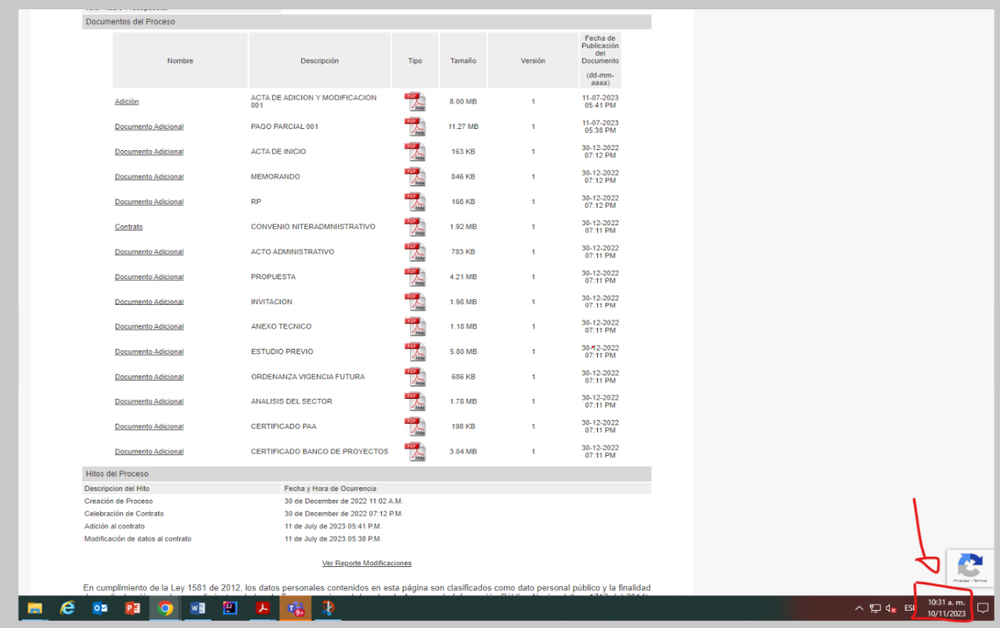 Documentos del Proceso
Nombre Descripción Tipo Tamaño Versión Fecha de Publicación del Documento (dd-mm-aaaa)
Adición ACTA DE ADICION Y MODIFICACION 001 8.00 MB 1 11-07-2023 05:41 PM
Documento Adicional PAGO PARCIAL 001 11.27 MB 1 11-07-2023 05:38 PM
Documento Adicional ACTA DE INICIO 163 KB 1 30-12-2022 07:12 PM
Documento Adicional MEMORANDO 846 KB 1 30-12-2022 07:12 PM
Documento Adicional RP 168 KB 1 30-12-2022 07:12 PM
Contrato CONVENIO NITERADMNIISTRATIVO 1.92 MB 1 30-12-2022 07:11 PM
Documento Adicional ACTO ADMINISTRATIVO 783 KB 1 30-12-2022 07:11 PM
Documento Adicional PROPUESTA 4.21 MB 1 30-12-2022 07:11 PM
Documento Adicional INVITACION 1.98 MB 1 30-12-2022 07:11 PM
Documento Adicional ANEXO TECNICO 1.18 MB 1 30-12-2022 07:11 PM
Documento Adicional ESTUDIO PREVIO 5.80 MB 1 30-12-2022 07:11 PM
Documento Adicional ORDENANZA VIGENCIA FUTURA 686 KB 1 30-12-2022 07:11 PM
Documento Adicional ANALISIS DEL SECTOR 1.78 MB 1 30-12-2022 07:11 PM
Documento Adicional CERTIFICADO PAA 198 KB 1 30-12-2022 07:11 PM
Documento Adicional CERTIFICADO BANCO DE PROYECTOS 3.04 MB 1 30-12-2022 07:11 PM
Hitos del Proceso
Descripcion del Hito Fecha y Hora de Ocurrencia
Creación de Proceso 30 de December de 2022 11:02 A.M.
Celebración de Contrato 30 de December de 2022 07:12 P.M.
Adición al contrato 11 de July de 2023 05:41 P.M.
Modificación de datos al contrato 11 de July de 2023 05:38 P.M.
Ver Reporte Modificaciones
En cumplimiento de la Ley 1581 de 2012, los datos personales contenidos en esta página son clasificados como dato personal público y la finalidad
Privacidad - Términos
ESP
10:31 a. m.
10/11/2023